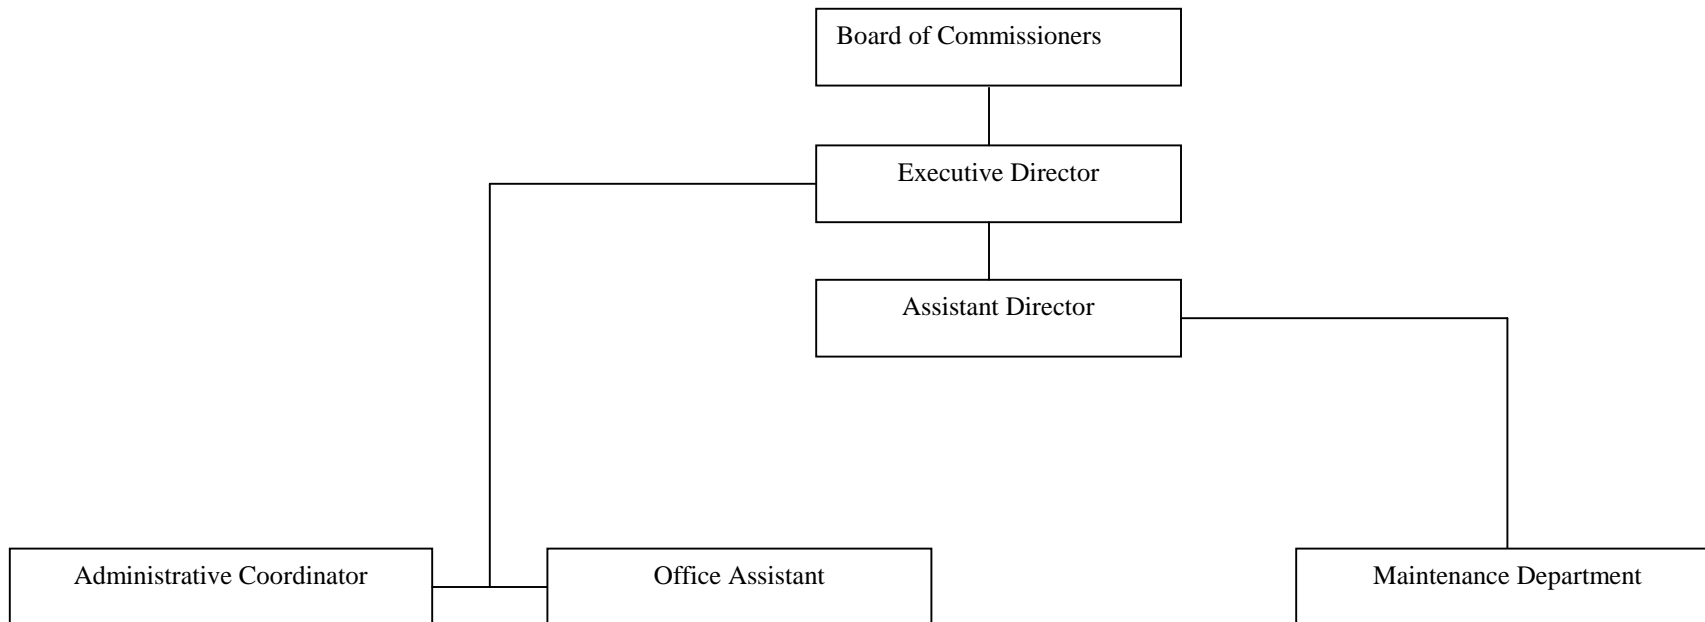 Board of Commissioners
Executive Director
Assistant Director
Administrative Coordinator
Office Assistant
Maintenance Department